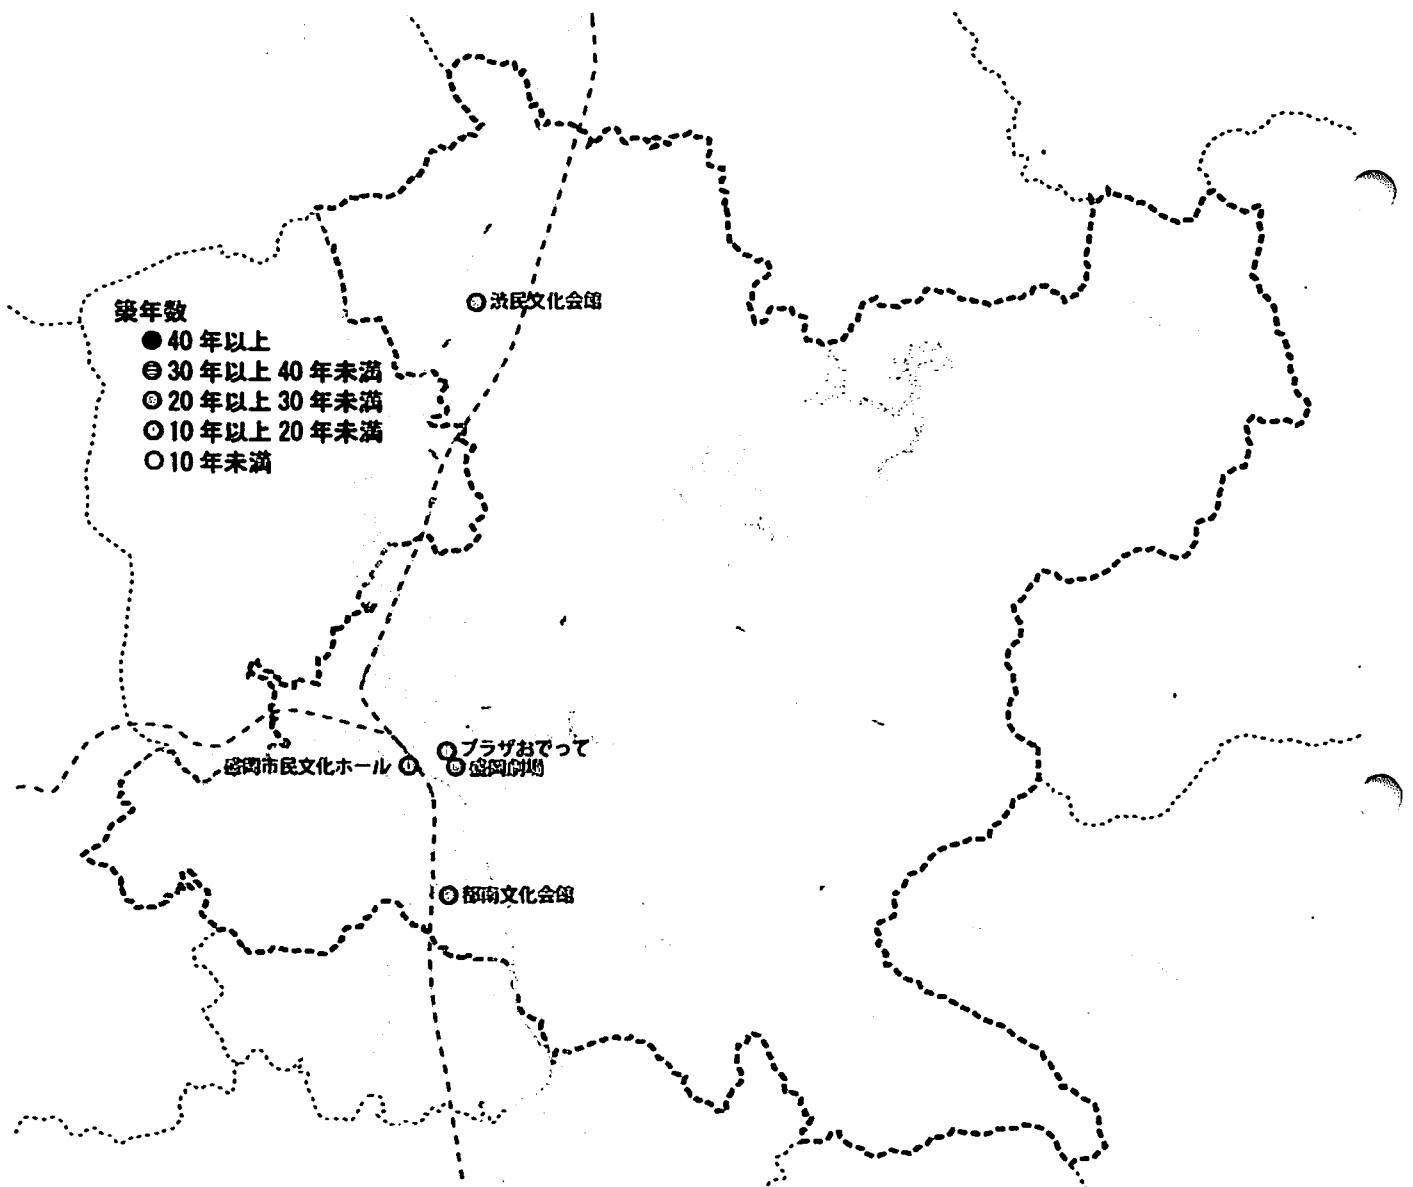 築年数
●40 年以上
30 年以上 40 年未満
20 年以上 30 年未満
10 年以上 20 年未満
○10 年未満
渋民文化会館
プラザおでって
盛岡市民文化ホール
盛岡劇場
都南文化会館